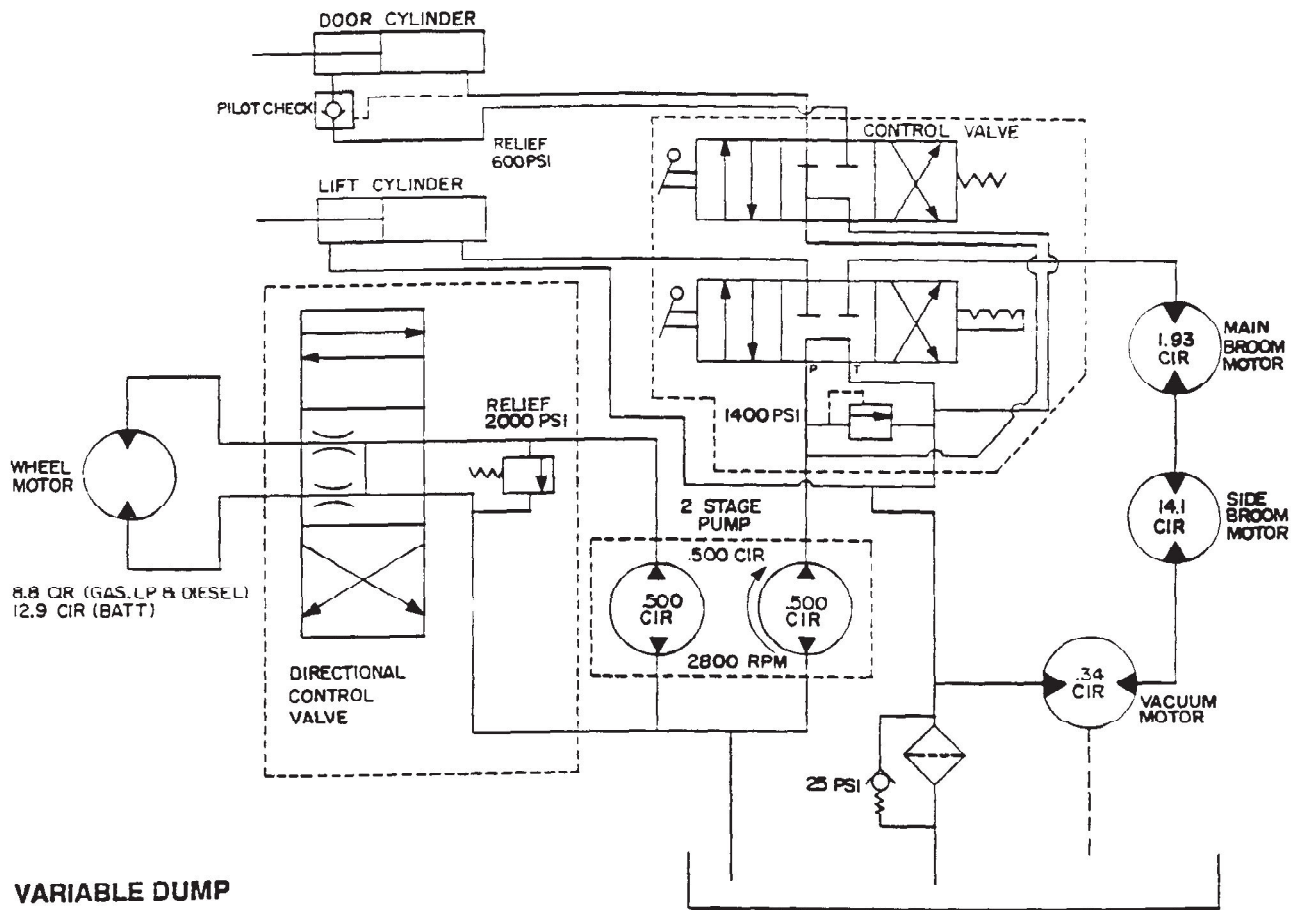 DOOR CYLINDER
PILOT CHECK
RELIEF
600 PSI
CONTROL VALVE
LIFT CYLINDER
P T
1400 PSI
1.93
CIR
MAIN
BROOM
MOTOR
RELIEF
2000 PSI
WHEEL
MOTOR
8.8 CIR (GAS, LP & DIESEL)
12.9 CIR (BATT)
DIRECTIONAL
CONTROL
VALVE
2 STAGE
PUMP
.500 CIR
.500
CIR
.500
CIR
2800 RPM
14.1
CIR
SIDE
BROOM
MOTOR
.34
CIR
VACUUM
MOTOR
25 PSI
VARIABLE DUMP